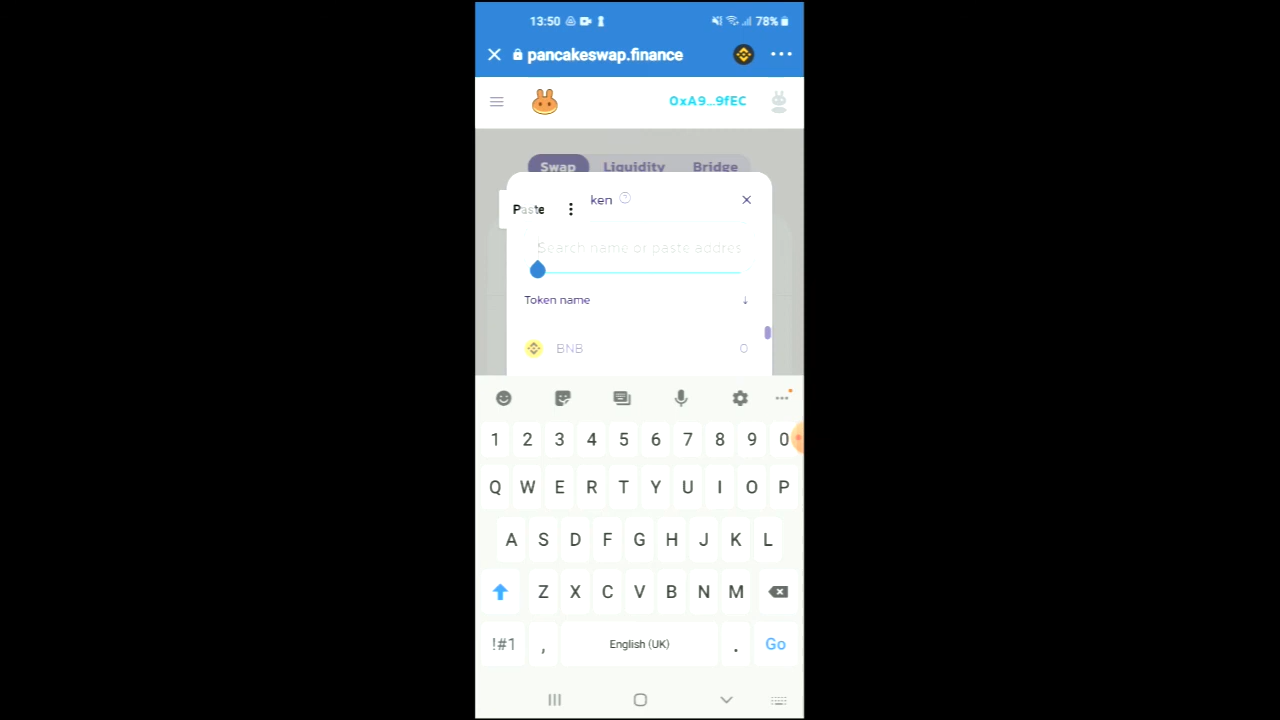 13:50 78%
pancakeswap.finance
0xA9...9fEC
Swap Liquidity Bridge
ken
Paste
Search name or paste addres
Token name ↓
BNB 0
1 2 3 4 5 6 7 8 9 0
Q W E R T Y U I O P
A S D F G H J K L
Z X C V B N M
!#1 , English (UK) . Go